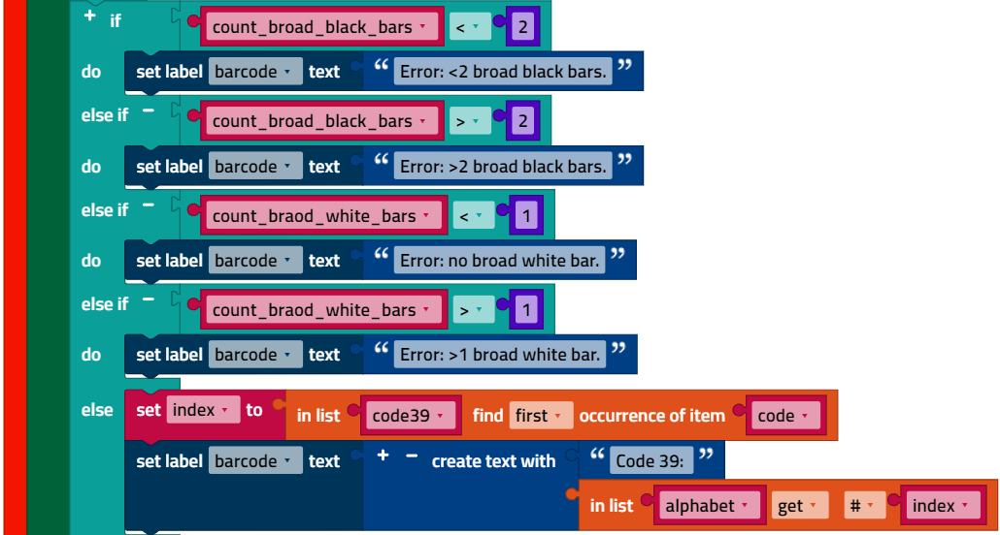 + if count_broad_black_bars < 2
do set label barcode text “ Error: <2 broad black bars. ”
else if − count_broad_black_bars > 2
do set label barcode text “ Error: >2 broad black bars. ”
else if − count_braod_white_bars < 1
do set label barcode text “ Error: no broad white bar. ”
else if − count_braod_white_bars > 1
do set label barcode text “ Error: >1 broad white bar. ”
else set index to in list code39 find first occurrence of item code
set label barcode text + − create text with “ Code 39: ”
in list alphabet get # index